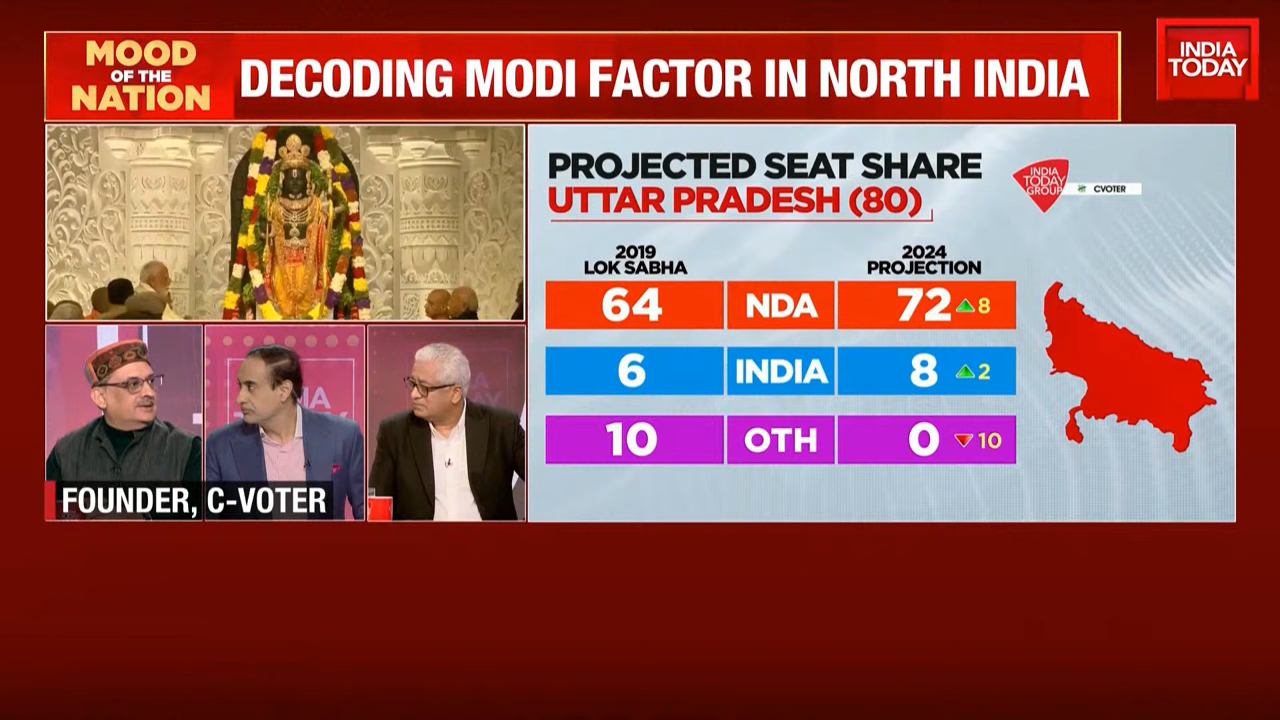 MOOD
OF THE
NATION
DECODING MODI FACTOR IN NORTH INDIA
INDIA
TODAY
PROJECTED SEAT SHARE
UTTAR PRADESH (80)
INDIA
TODAY
GROUP
CVOTER
2019
LOK SABHA
2024
PROJECTION
64 NDA 72 8
6 INDIA 8 2
10 OTH 0 10
FOUNDER, C-VOTER